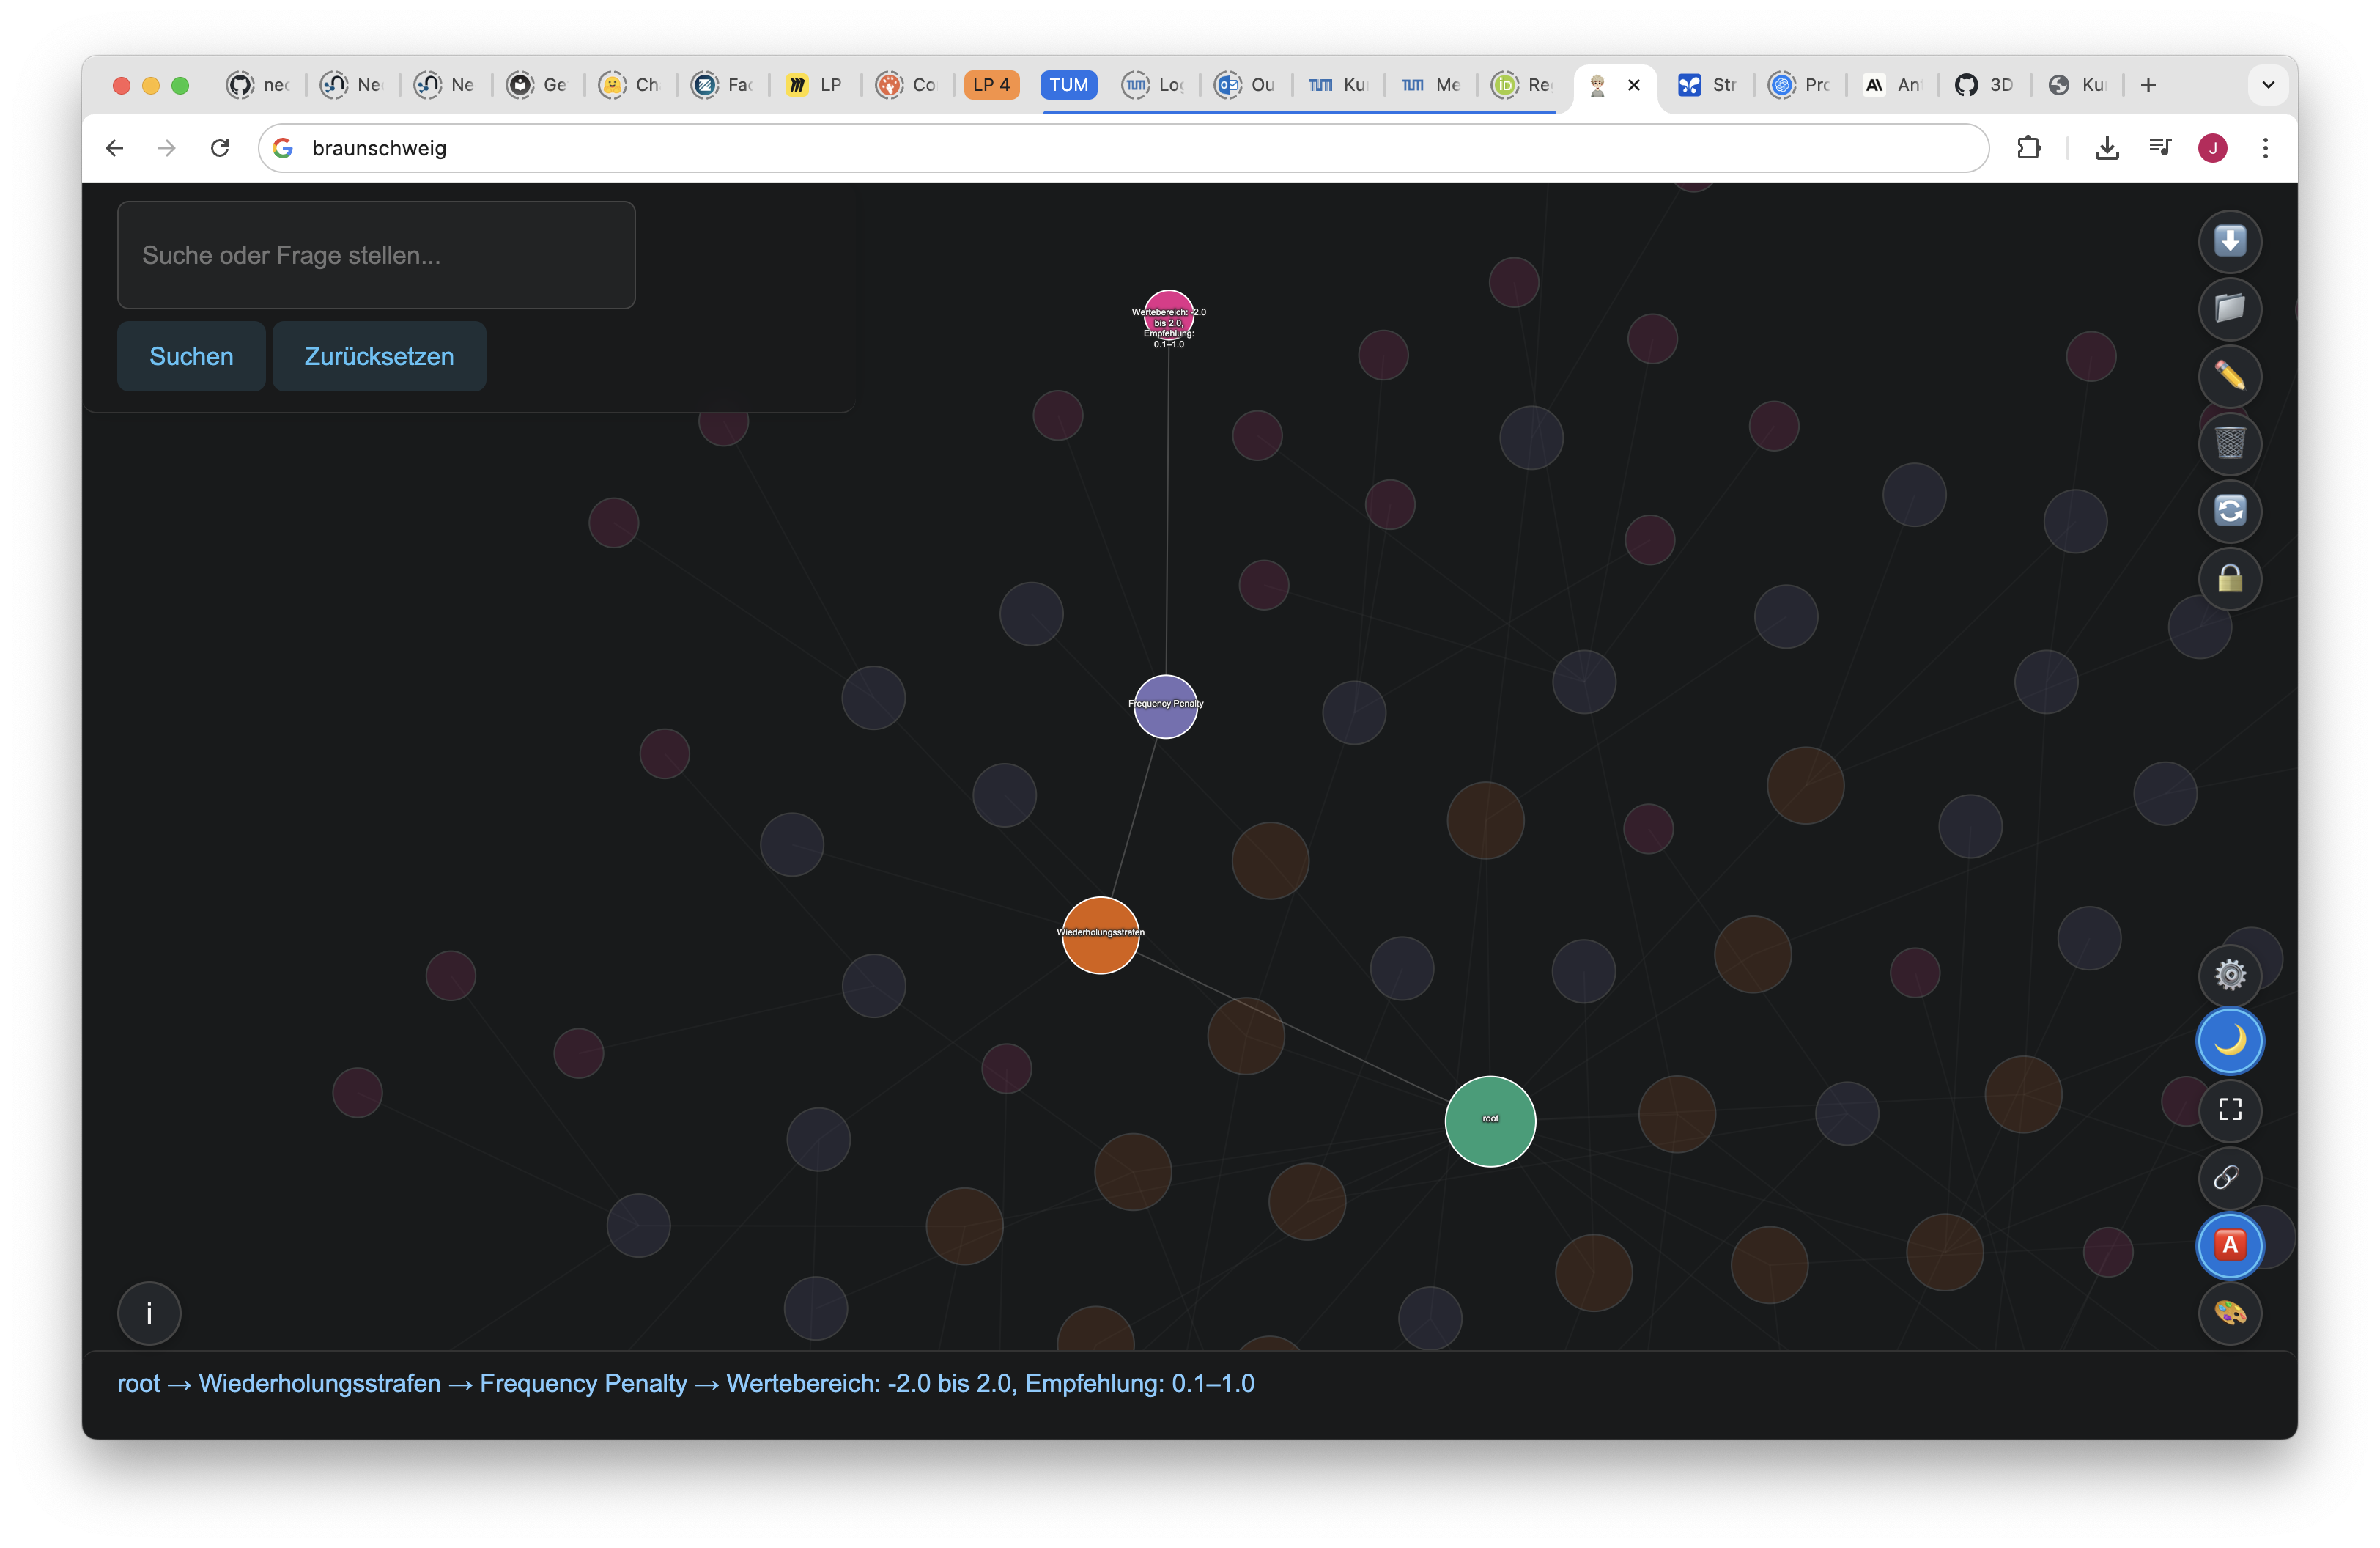 nec
Ne
Ne
Ge
Ch
Fac
LP
Co
LP 4
TUM
Log
Ou
Ku
Me
Re
Str
Pro
An
3D
Ku
braunschweig
J
Suche oder Frage stellen...
Suchen
Zurücksetzen
Wertebereich: -2.0
bis 2.0,
Empfehlung:
0.1–1.0
Frequency Penalty
Wiederholungsstrafen
root
A
i
root → Wiederholungsstrafen → Frequency Penalty → Wertebereich: -2.0 bis 2.0, Empfehlung: 0.1–1.0